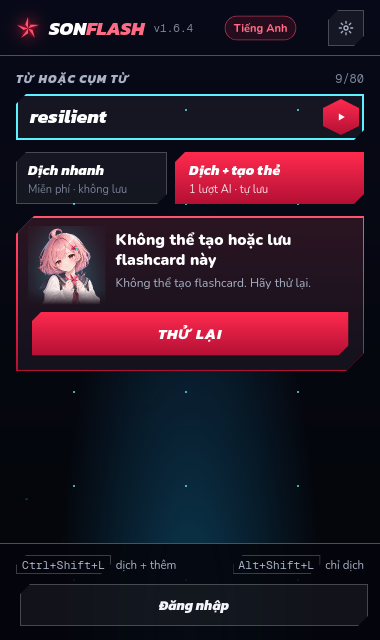 SONFLASH v1.6.4 Tiếng Anh
TỪ HOẶC CỤM TỪ 9/80
resilient
Dịch nhanh
Miễn phí · không lưu
Dịch + tạo thẻ
1 lượt AI · tự lưu
Không thể tạo hoặc lưu
flashcard này
Không thể tạo flashcard. Hãy thử lại.
THỬ LẠI
Ctrl+Shift+L dịch + thêm Alt+Shift+L chỉ dịch
Đăng nhập